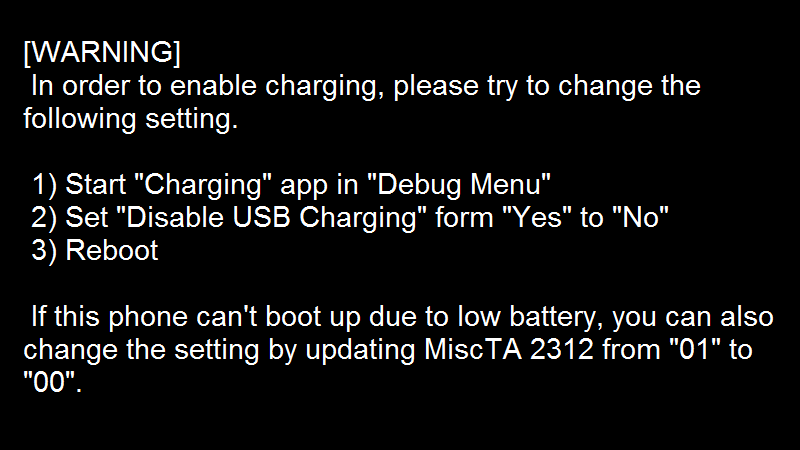 [WARNING]
In order to enable charging, please try to change the
following setting.
1) Start "Charging" app in "Debug Menu"
2) Set "Disable USB Charging" form "Yes" to "No"
3) Reboot
If this phone can't boot up due to low battery, you can also
change the setting by updating MiscTA 2312 from "01" to
"00".